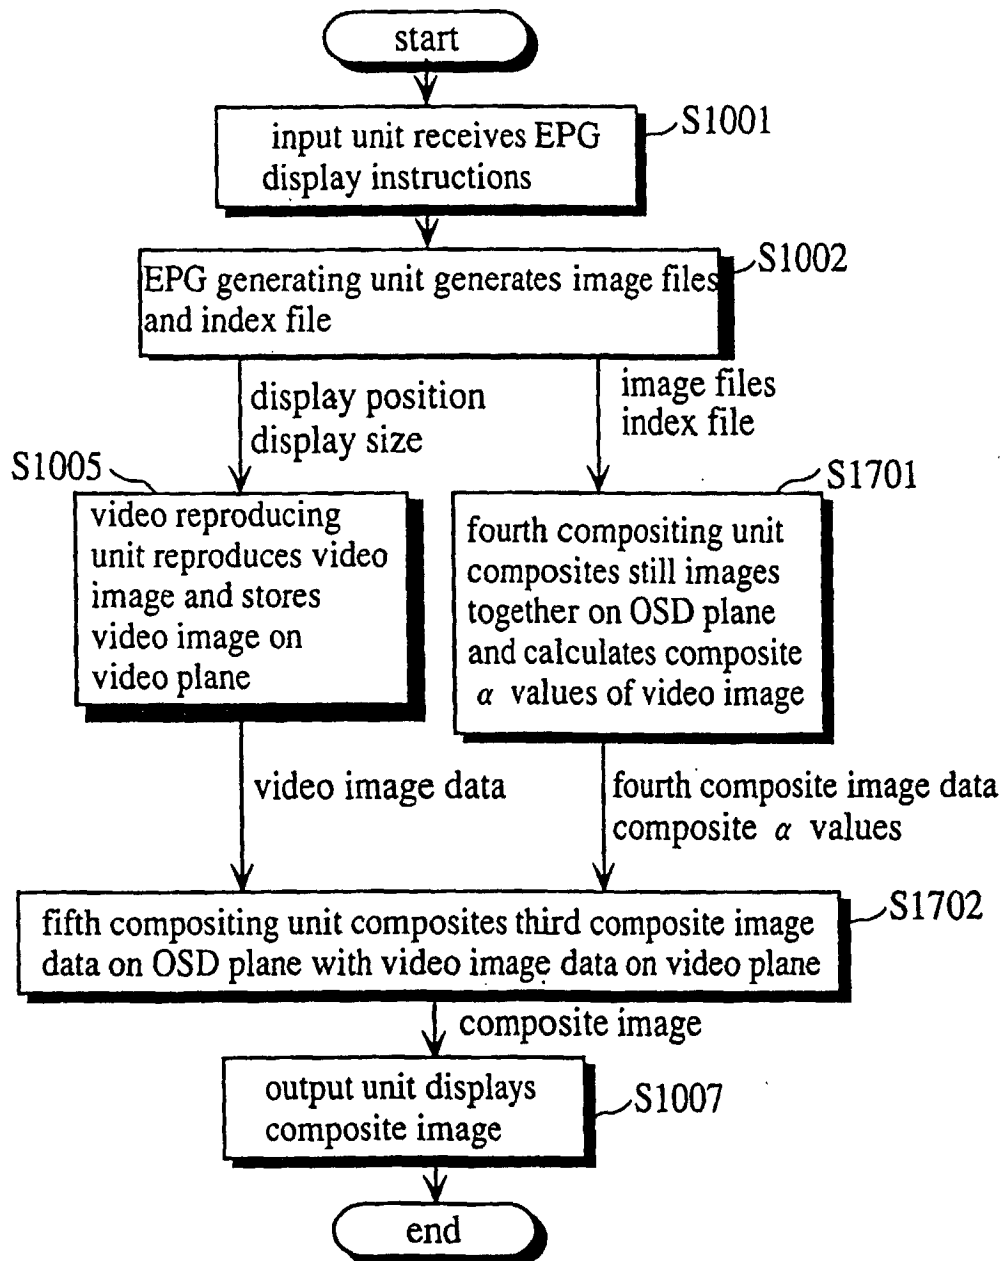 start
input unit receives EPG
display instructions
S1001
EPG generating unit generates image files
and index file
S1002
display position
display size
image files
index file
S1005
video reproducing
unit reproduces video
image and stores
video image on
video plane
S1701
fourth compositing unit
composites still images
together on OSD plane
and calculates composite
α values of video image
video image data
fourth composite image data
composite α values
fifth compositing unit composites third composite image
data on OSD plane with video image data on video plane
S1702
composite image
output unit displays
composite image
S1007
end